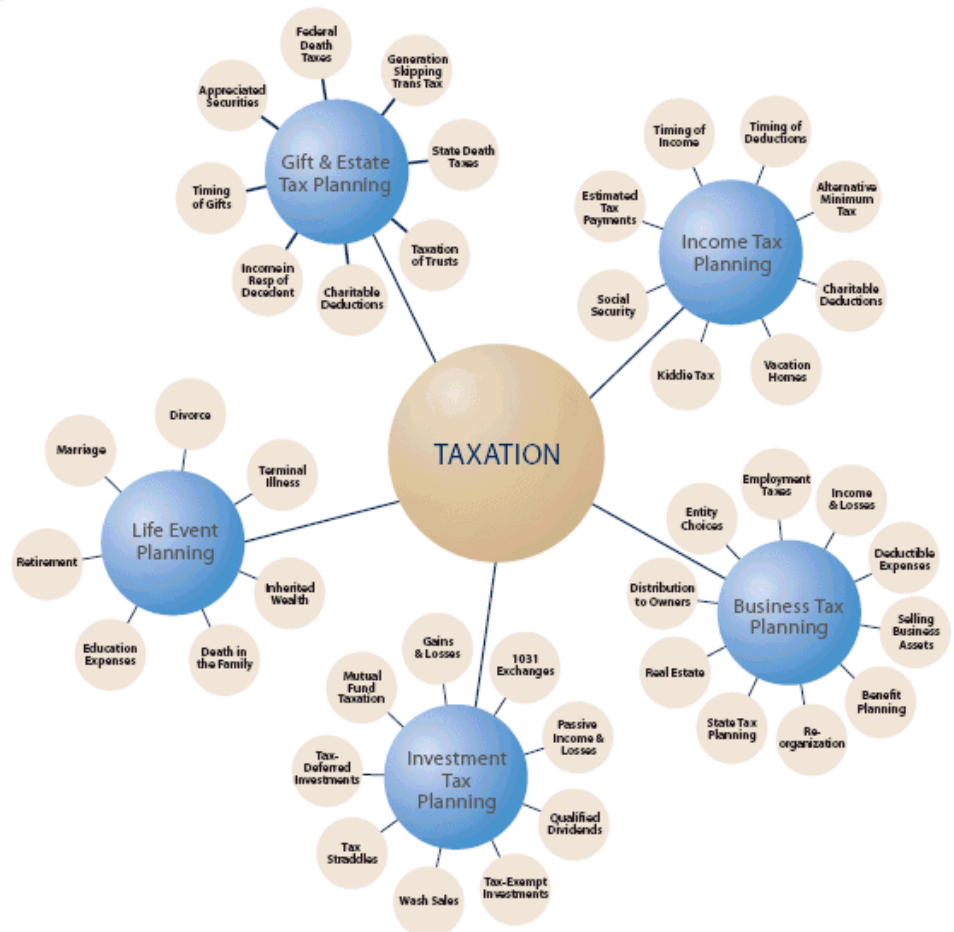 Federal
Death
Taxes
Generation
Skipping
Trans Tax
Appreciated
Securities
State Death
Taxes
Gift & Estate
Tax Planning
Timing
of Gifts
Taxation
of Trusts
Income in
Resp of
Decedent
Charitable
Deductions
Timing of
Income
Timing of
Deductions
Estimated
Tax
Payments
Alternative
Minimum
Tax
Income Tax
Planning
Social
Security
Charitable
Deductions
Kiddie Tax
Vacation
Homes
TAXATION
Divorce
Marriage
Terminal
Illness
Life Event
Planning
Retirement
Inherited
Wealth
Education
Expenses
Death in
the Family
Employment
Taxes
Income
& Losses
Entity
Choices
Deductible
Expenses
Distribution
to Owners
Business Tax
Planning
Selling
Business
Assets
Real Estate
Benefit
Planning
State Tax
Planning
Re-
organization
Gains
& Losses
1031
Exchanges
Mutual
Fund
Taxation
Passive
Income &
Losses
Tax-
Deferred
Investments
Investment
Tax
Planning
Qualified
Dividends
Tax
Straddles
Wash Sales
Tax-Exempt
Investments